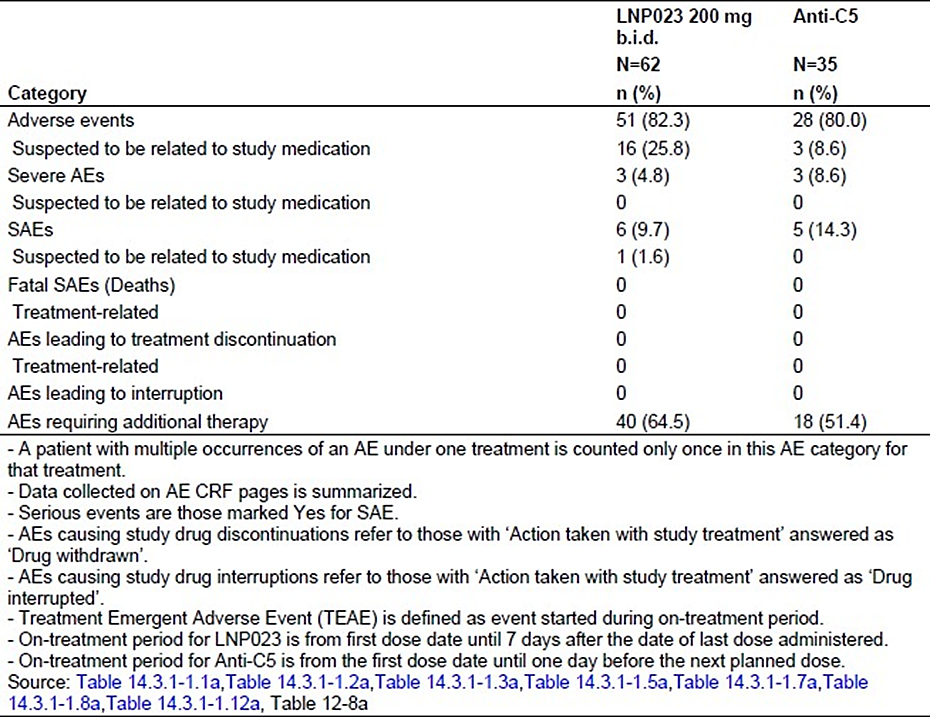 LNP023 200 mg b.i.d. Anti-C5
N=62 N=35
Category n (%) n (%)
Adverse events 51 (82.3) 28 (80.0)
Suspected to be related to study medication 16 (25.8) 3 (8.6)
Severe AEs 3 (4.8) 3 (8.6)
Suspected to be related to study medication 0 0
SAEs 6 (9.7) 5 (14.3)
Suspected to be related to study medication 1 (1.6) 0
Fatal SAEs (Deaths) 0 0
Treatment-related 0 0
AEs leading to treatment discontinuation 0 0
Treatment-related 0 0
AEs leading to interruption 0 0
AEs requiring additional therapy 40 (64.5) 18 (51.4)
- A patient with multiple occurrences of an AE under one treatment is counted only once in this AE category for
that treatment.
- Data collected on AE CRF pages is summarized.
- Serious events are those marked Yes for SAE.
- AEs causing study drug discontinuations refer to those with ‘Action taken with study treatment’ answered as
‘Drug withdrawn’.
- AEs causing study drug interruptions refer to those with ‘Action taken with study treatment’ answered as ‘Drug
interrupted’.
- Treatment Emergent Adverse Event (TEAE) is defined as event started during on-treatment period.
- On-treatment period for LNP023 is from first dose date until 7 days after the date of last dose administered.
- On-treatment period for Anti-C5 is from the first dose date until one day before the next planned dose.
Source: Table 14.3.1-1.1a,Table 14.3.1-1.2a,Table 14.3.1-1.3a,Table 14.3.1-1.5a,Table 14.3.1-1.7a,Table
14.3.1-1.8a,Table 14.3.1-1.12a, Table 12-8a